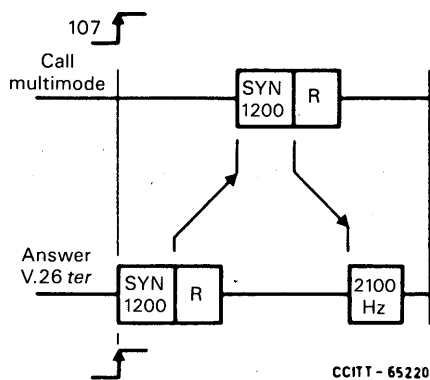 107
Call
multimode
SYN
1200
R
Answer
V.26 ter
SYN
1200
R
2100
Hz
CCITT - 65220